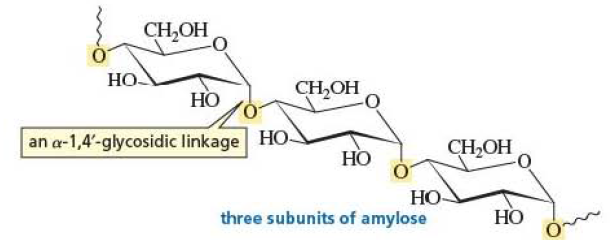 CH₂OH
O
O
HO
HO
CH₂OH
O
O
an α-1,4′-glycosidic linkage
HO
HO
CH₂OH
O
O
HO
HO
three subunits of amylose
O